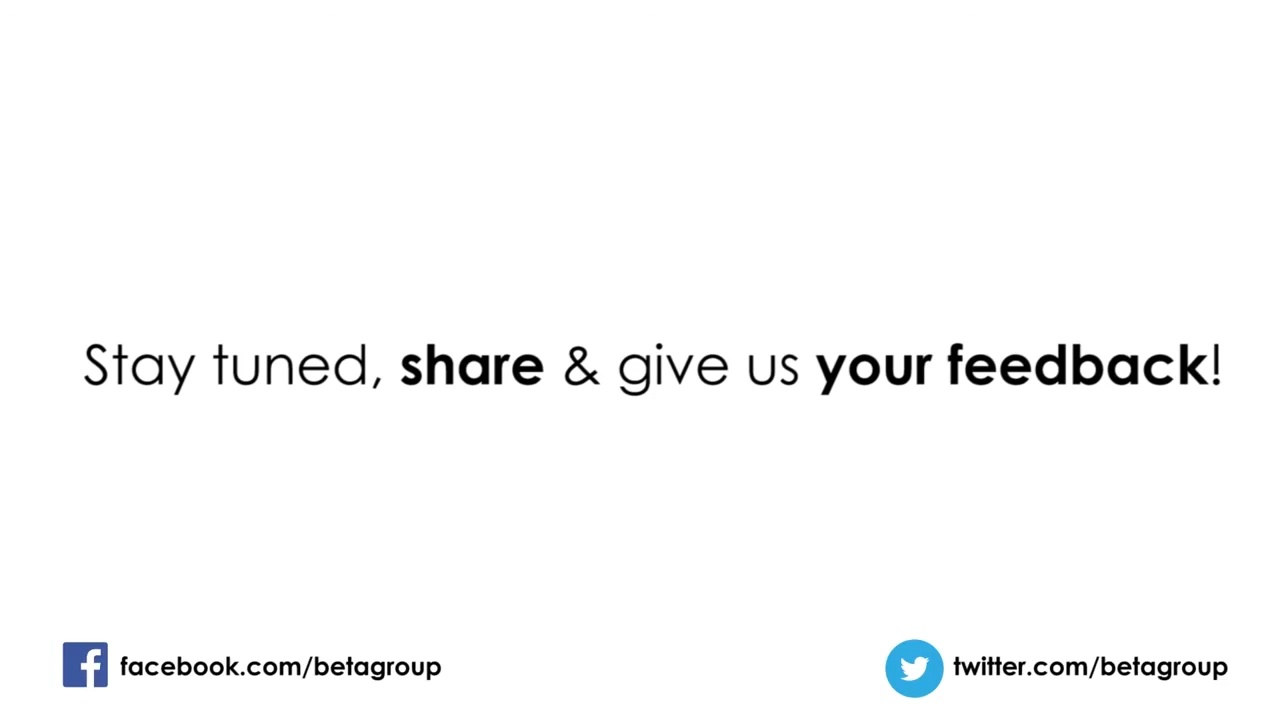 Stay tuned, share & give us your feedback!
facebook.com/betagroup
twitter.com/betagroup